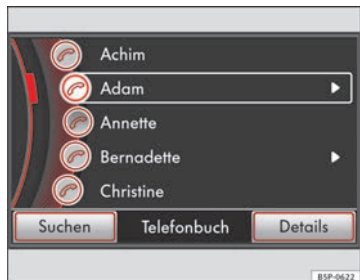 Achim
Adam
Annette
Bernadette
Christine
Suchen Telefonbuch Details
BSP-0622